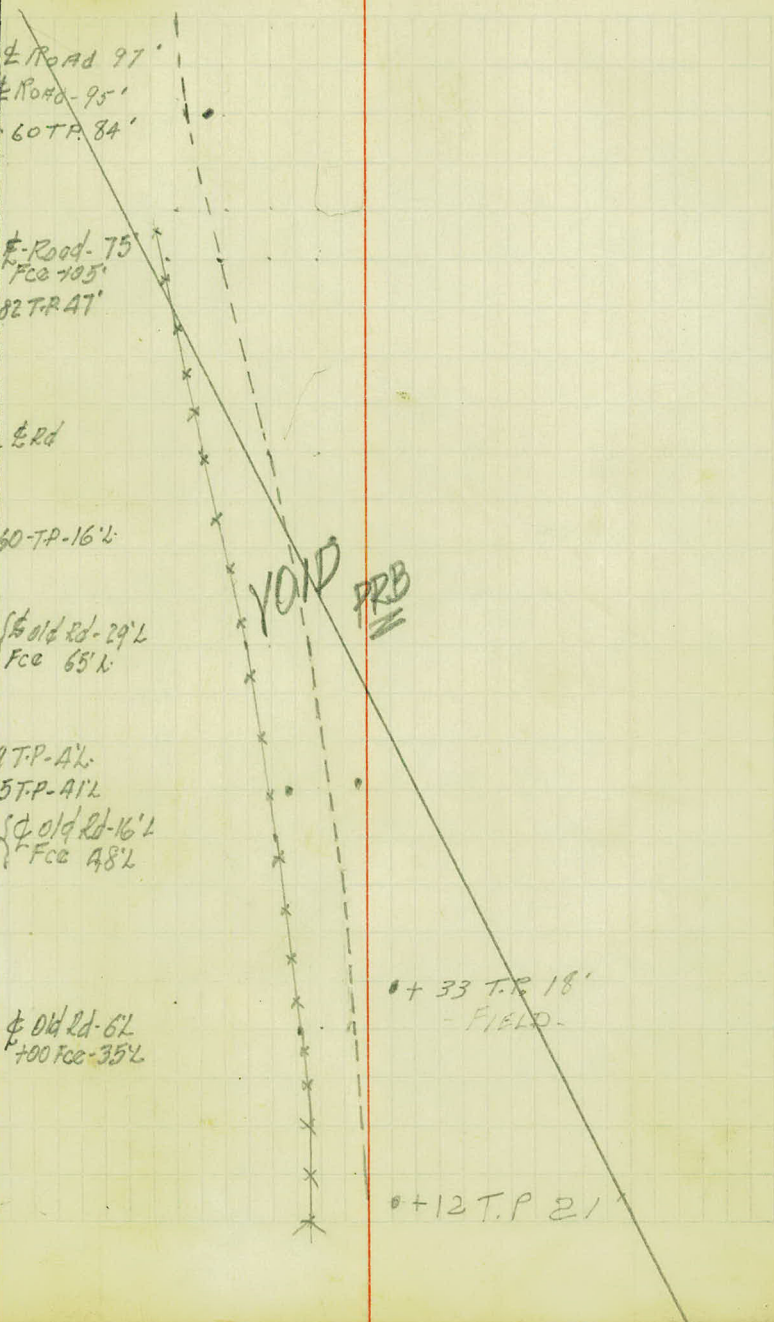 ℄ Road 97'
℄ Road-95'
60 T.P. 84'
℄-Road-75'
Fce 105'
82 T.P. 47'
℄ Rd
60-T.P-16'L
℄ old Rd-29'L
Fce 65'L
T.P-4'L
5 T.P-41'L
℄ old Rd-16'L
Fce 48'L
℄ Old Rd-6'L
+00 Fce-35'L
VOID
PRB
+ 33 T.P. 18'
- FIELD -
+12 T.P 21'